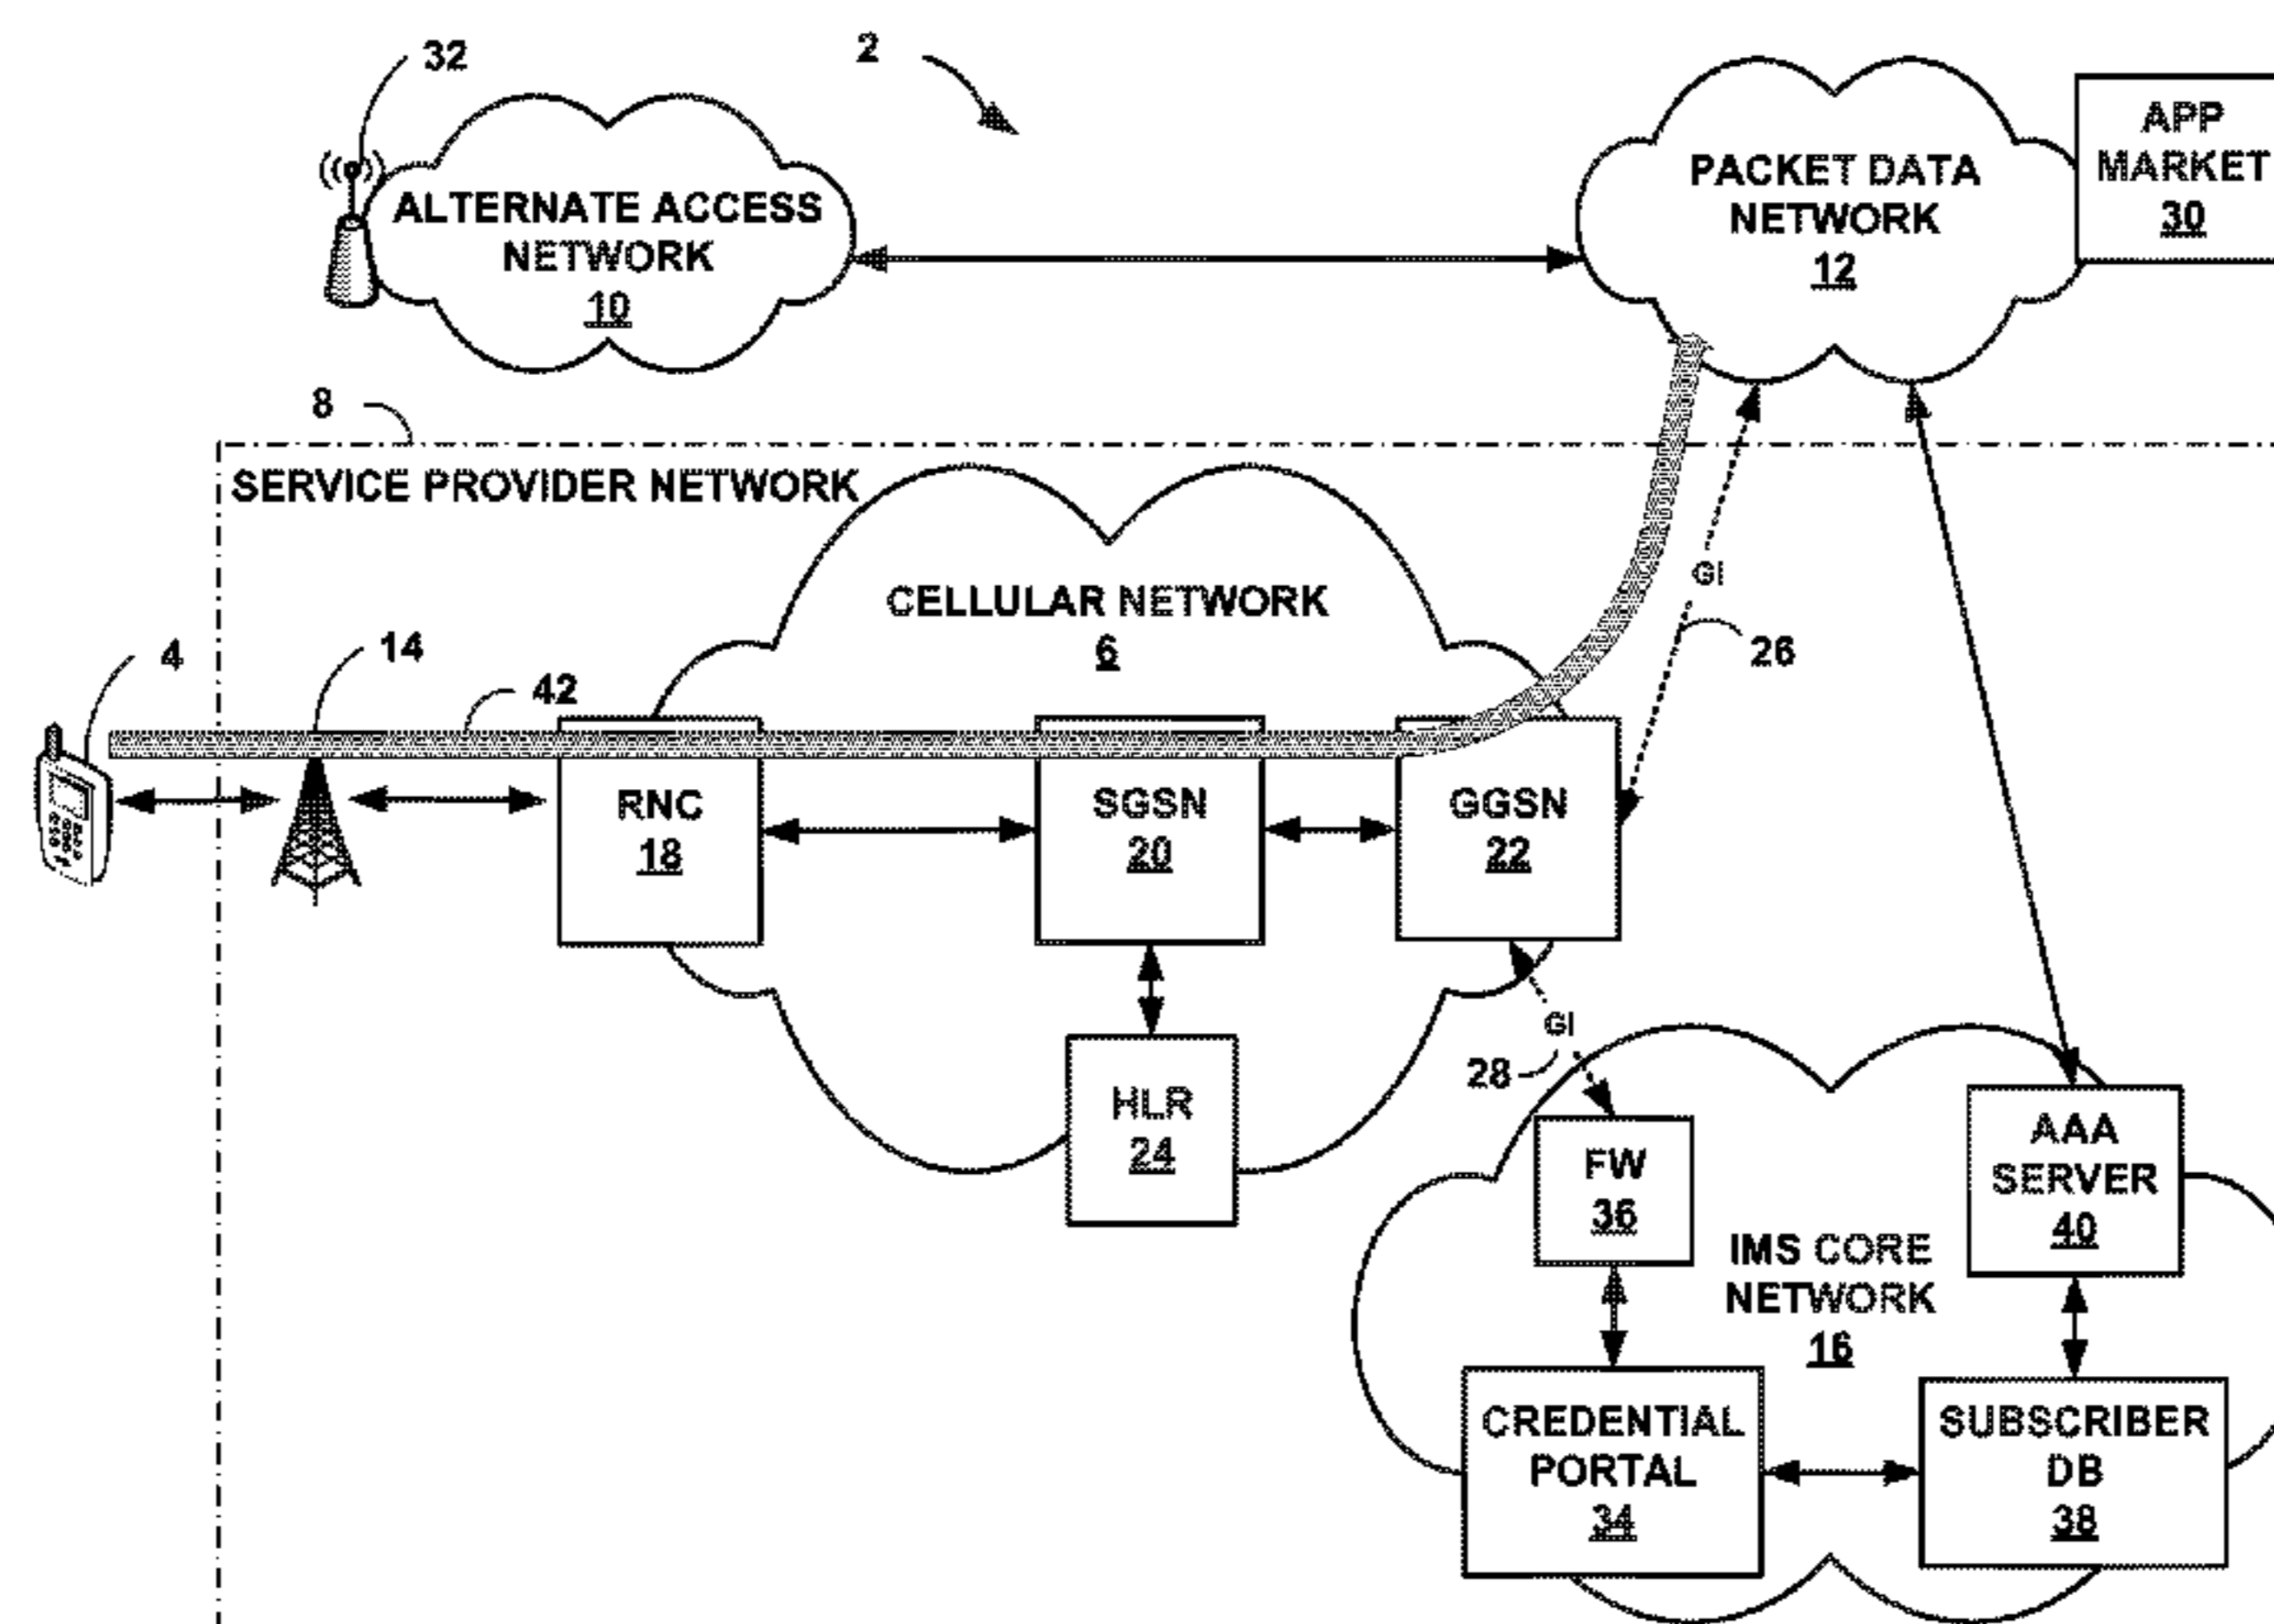 32
2
ALTERNATE ACCESS
NETWORK
10
PACKET DATA
NETWORK
12
APP
MARKET
30
8
SERVICE PROVIDER NETWORK
CELLULAR NETWORK
6
GI
26
4
14
42
RNC
18
SGSN
20
GGSN
22
HLR
24
GI
28
FW
36
AAA
SERVER
40
IMS CORE
NETWORK
16
CREDENTIAL
PORTAL
34
SUBSCRIBER
DB
38